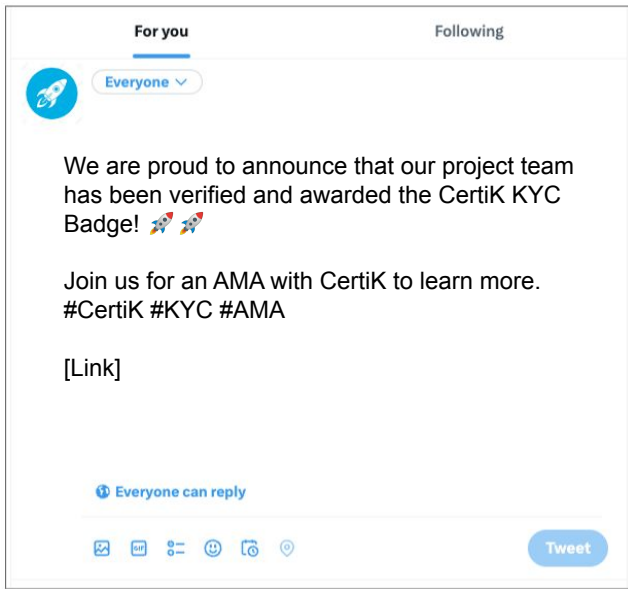 For you Following
Everyone
We are proud to announce that our project team
has been verified and awarded the CertiK KYC
Badge! 🚀 🚀
Join us for an AMA with CertiK to learn more.
#CertiK #KYC #AMA
[Link]
Everyone can reply
GIF
Tweet